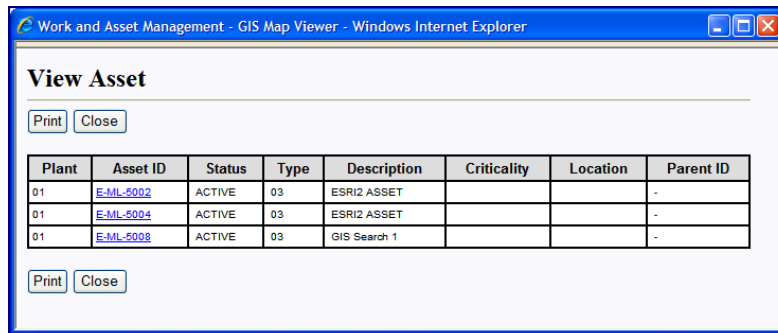 Work and Asset Management - GIS Map Viewer - Windows Internet Explorer
View Asset
Print Close
Plant Asset ID Status Type Description Criticality Location Parent ID
01 E-ML-5002 ACTIVE 03 ESRI2 ASSET -
01 E-ML-5004 ACTIVE 03 ESRI2 ASSET -
01 E-ML-5008 ACTIVE 03 GIS Search 1 -
Print Close